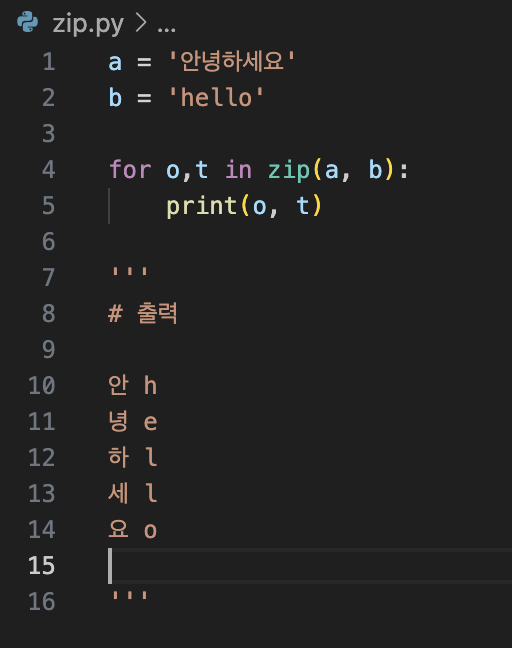 zip.py > ...
1 a = '안녕하세요'
2 b = 'hello'
3
4 for o,t in zip(a, b):
5     print(o, t)
6
7 '''
8 # 출력
9
10 안 h
11 녕 e
12 하 l
13 세 l
14 요 o
15
16 '''